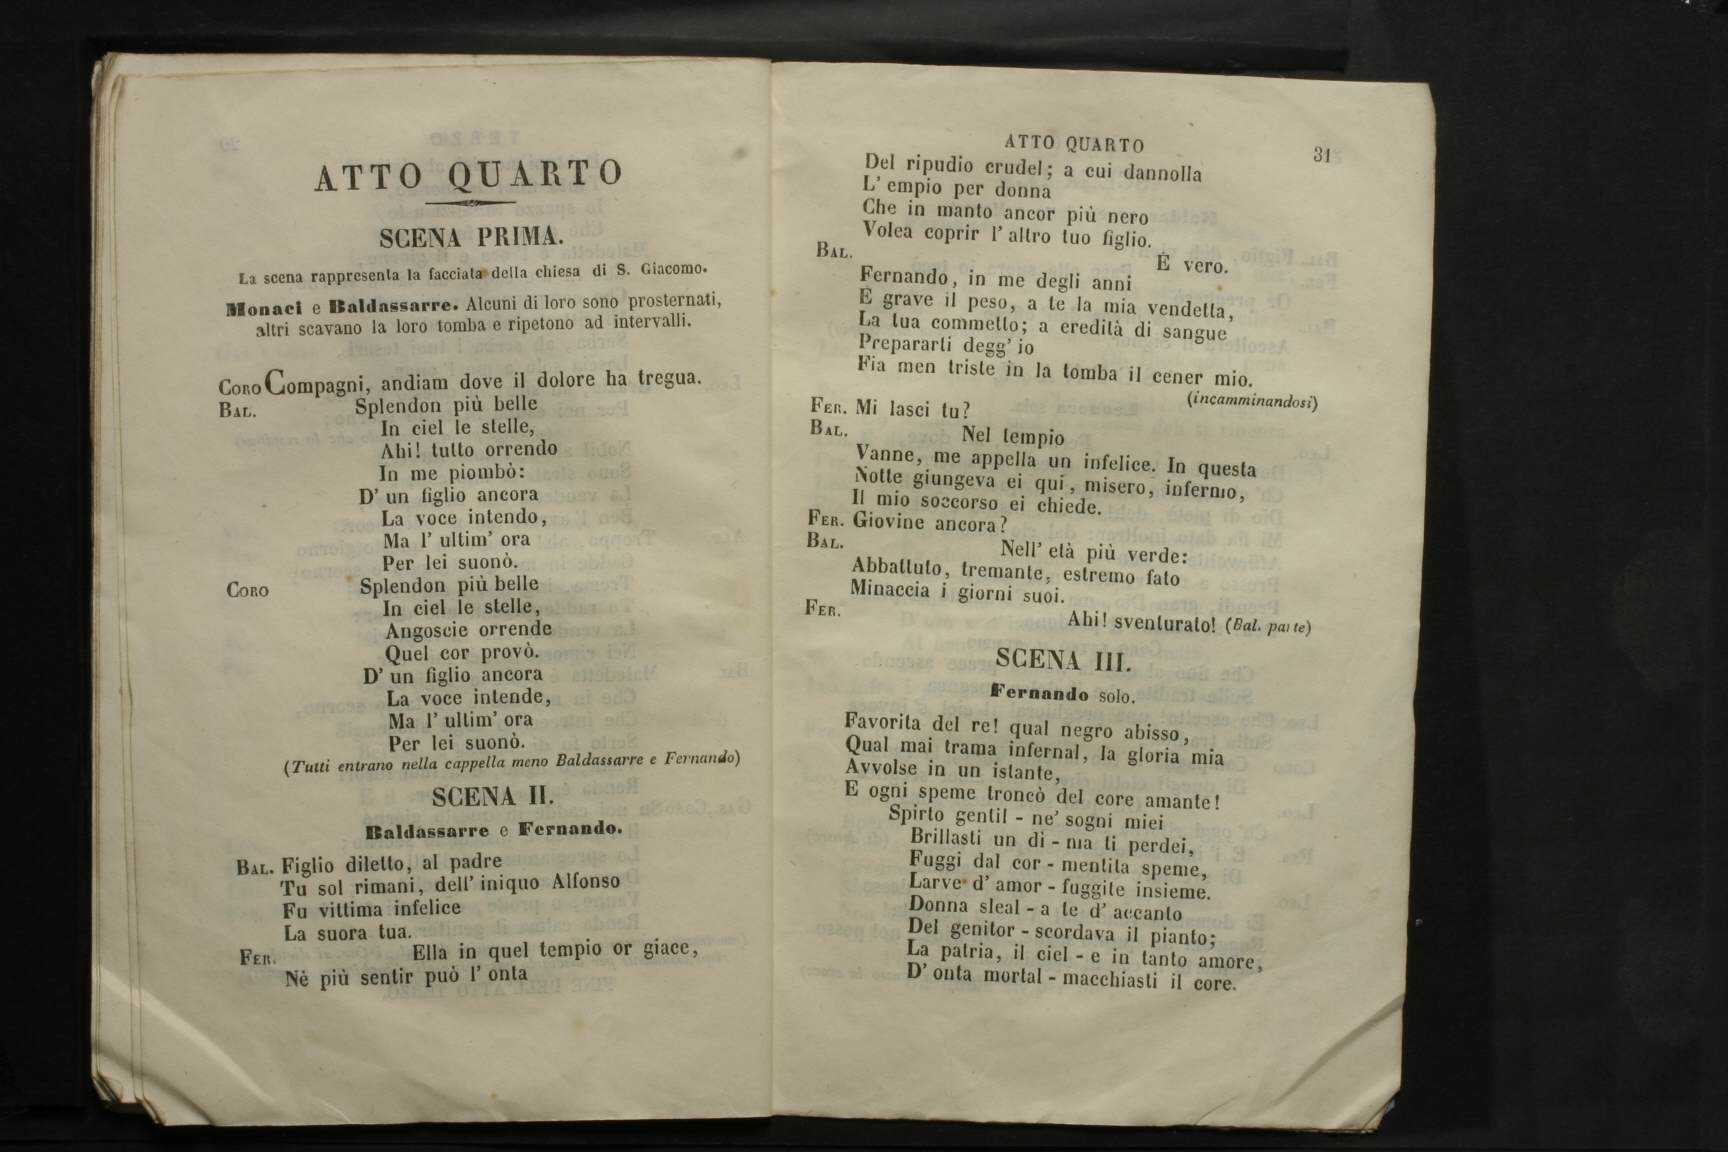 ATTO QUARTO
SCENA PRIMA.
La scena rappresenta la facciata della chiesa di S. Giacomo.
Monaci e Baldassarre. Alcuni di loro sono prosternati,
altri scavano la loro tomba e ripetono ad intervalli.
CORO Compagni, andiam dove il dolore ha tregua.
BAL. Splendon più belle
In ciel le stelle,
Ahi! tutto orrendo
In me piombò:
D' un figlio ancora
La voce intendo,
Ma l' ultim' ora
Per lei suonò.
CORO Splendon più belle
In ciel le stelle,
Angoscie orrende
Quel cor provò.
D' un figlio ancora
La voce intende,
Ma l' ultim' ora
Per lei suonò.
(Tutti entrano nella cappella meno Baldassarre e Fernando)
SCENA II.
Baldassarre e Fernando.
BAL. Figlio diletto, al padre
Tu sol rimani, dell' iniquo Alfonso
Fu vittima infelice
La suora tua.
FER. Ella in quel tempio or giace,
Nè più sentir può l' onta
ATTO QUARTO 31
Del ripudio crudel; a cui dannolla
L' empio per donna
Che in manto ancor più nero
Volea coprir l' altro tuo figlio.
BAL. È vero.
Fernando, in me degli anni
È grave il peso, a te la mia vendetta,
La tua commetto; a eredità di sangue
Prepararti degg' io
Fia men triste in la tomba il cener mio.
(incamminandosi)
FER. Mi lasci tu?
BAL. Nel tempio
Vanne, me appella un infelice. In questa
Notte giungeva ei qui, misero, infermo,
Il mio soccorso ei chiede.
FER. Giovine ancora?
BAL. Nell' età più verde:
Abbattuto, tremante, estremo fato
Minaccia i giorni suoi.
FER. Ahi! sventurato! (Bal. parte)
SCENA III.
Fernando solo.
Favorita del re! qual negro abisso,
Qual mai trama infernal, la gloria mia
Avvolse in un istante,
E ogni speme troncò del core amante!
Spirto gentil - ne' sogni miei
Brillasti un di - ma ti perdei,
Fuggi dal cor - mentita speme,
Larve d' amor - fuggite insieme.
Donna sleal - a te d' accanto
Del genitor - scordava il pianto;
La patria, il ciel - e in tanto amore,
D' onta mortal - macchiasti il core.